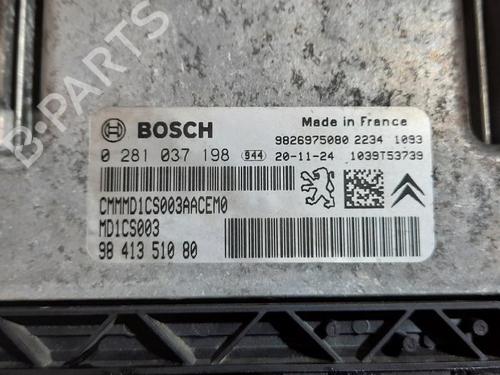 B-PARTS
BOSCH
Made in France
9826975080 2234 1093
0 281 037 198 944 20-11-24 1039T53739
CMMMD1CS003AACEM0
MD1CS003
98 413 510 80